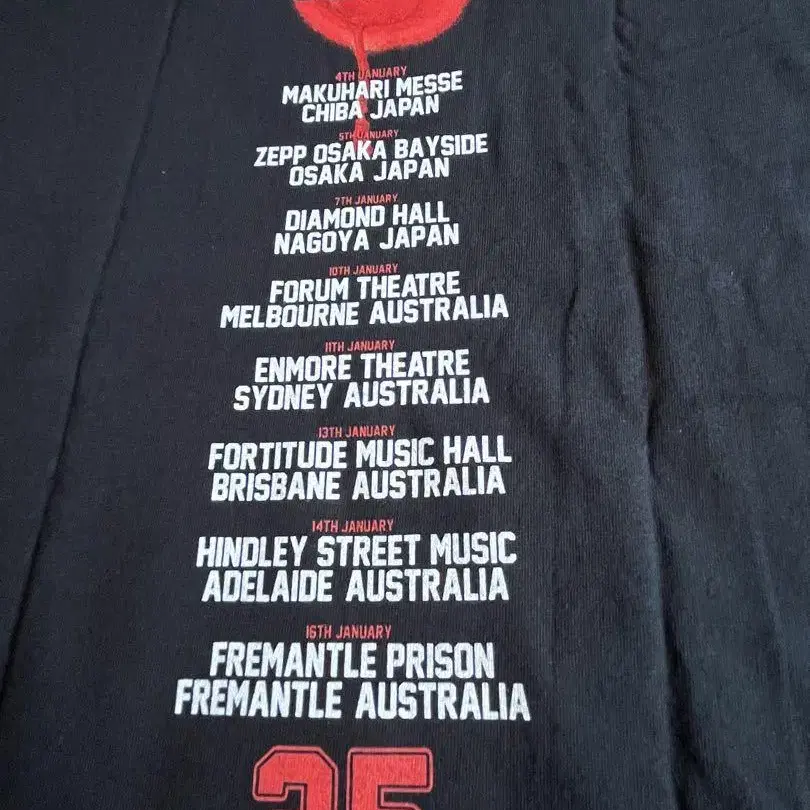 4TH JANUARY
MAKUHARI MESSE
CHIBA JAPAN
5TH JANUARY
ZEPP OSAKA BAYSIDE
OSAKA JAPAN
7TH JANUARY
DIAMOND HALL
NAGOYA JAPAN
10TH JANUARY
FORUM THEATRE
MELBOURNE AUSTRALIA
11TH JANUARY
ENMORE THEATRE
SYDNEY AUSTRALIA
13TH JANUARY
FORTITUDE MUSIC HALL
BRISBANE AUSTRALIA
14TH JANUARY
HINDLEY STREET MUSIC
ADELAIDE AUSTRALIA
16TH JANUARY
FREMANTLE PRISON
FREMANTLE AUSTRALIA